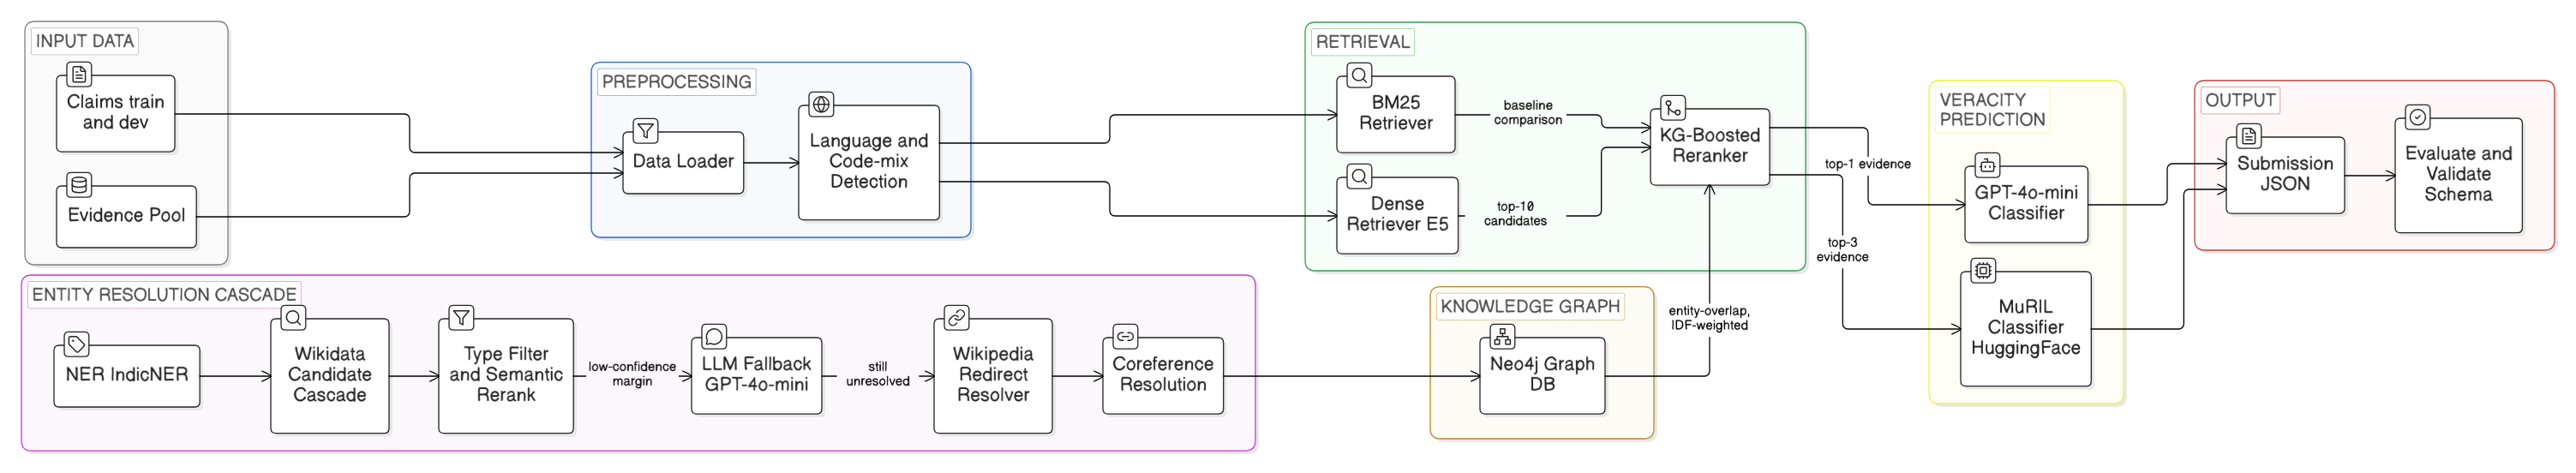 INPUT DATA
Claims train
and dev
Evidence Pool
PREPROCESSING
Data Loader
Language and
Code-mix
Detection
RETRIEVAL
BM25
Retriever
baseline
comparison
Dense
Retriever E5
top-10
candidates
KG-Boosted
Reranker
top-1 evidence
top-3
evidence
VERACITY
PREDICTION
GPT-4o-mini
Classifier
MuRIL
Classifier
HuggingFace
OUTPUT
Submission
JSON
Evaluate and
Validate
Schema
ENTITY RESOLUTION CASCADE
NER IndicNER
Wikidata
Candidate
Cascade
Type Filter
and Semantic
Rerank
low-confidence
margin
LLM Fallback
GPT-4o-mini
still
unresolved
Wikipedia
Redirect
Resolver
Coreference
Resolution
KNOWLEDGE GRAPH
Neo4j Graph
DB
entity-overlap,
IDF-weighted